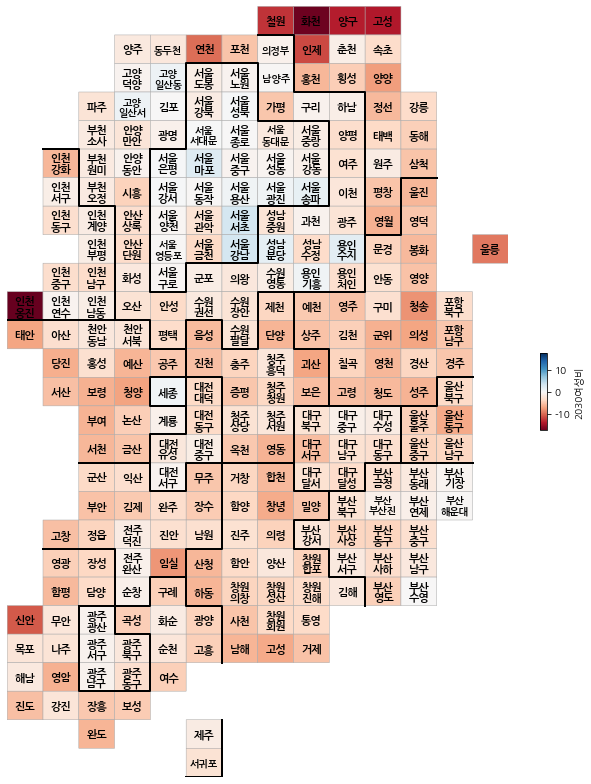 철원 화천 양구 고성
양주 동두천 연천 포천 의정부 인제 춘천 속초
고양 덕양 고양 일산동 서울 도봉 서울 노원 남양주 홍천 횡성 양양
파주 고양 일산서 김포 서울 강북 서울 성북 가평 구리 하남 정선 강릉
부천 소사 안양 만안 광명 서울 서대문 서울 종로 서울 동대문 서울 중랑 양평 태백 동해
인천 강화 부천 원미 안양 동안 서울 은평 서울 마포 서울 중구 서울 성동 서울 강동 여주 원주 삼척
인천 서구 부천 오정 시흥 서울 강서 서울 동작 서울 용산 서울 광진 서울 송파 이천 평창 울진
인천 동구 인천 계양 안산 상록 서울 양천 서울 관악 서울 서초 성남 중원 과천 광주 영월 영덕
인천 부평 안산 단원 서울 영등포 서울 금천 서울 강남 성남 분당 성남 수정 용인 수지 문경 봉화 울릉
인천 중구 인천 남구 화성 서울 구로 군포 의왕 수원 영통 용인 기흥 용인 처인 안동 영양
인천 옹진 인천 연수 인천 남동 오산 안성 수원 권선 수원 장안 제천 예천 영주 구미 청송 포항 북구
태안 아산 천안 동남 천안 서북 평택 음성 수원 팔달 단양 상주 김천 군위 의성 포항 남구
당진 홍성 예산 공주 진천 충주 청주 흥덕 괴산 칠곡 영천 경산 경주
서산 보령 청양 세종 대전 대덕 증평 청주 청원 보은 고령 청도 성주 울산 북구
부여 논산 계룡 대전 동구 청주 상당 청주 서원 대구 북구 대구 중구 대구 수성 울산 울주 울산 동구
서천 금산 대전 유성 대전 중구 옥천 영동 대구 서구 대구 남구 대구 동구 울산 중구 울산 남구
군산 익산 대전 서구 무주 거창 합천 대구 달서 대구 달성 부산 금정 부산 동래 부산 기장
부안 김제 완주 장수 함양 창녕 밀양 부산 북구 부산 부산진 부산 연제 부산 해운대
고창 정읍 전주 덕진 진안 남원 진주 의령 부산 강서 부산 사상 부산 동구 부산 중구
영광 장성 전주 완산 임실 산청 함안 양산 창원 합포 부산 서구 부산 사하 부산 남구
함평 담양 순창 구례 하동 창원 의창 창원 성산 창원 진해 김해 부산 영도 부산 수영
신안 무안 광주 광산 곡성 화순 광양 사천 창원 회원 통영
목포 나주 광주 서구 광주 북구 순천 고흥 남해 고성 거제
해남 영암 광주 남구 광주 동구 여수
진도 강진 장흥 보성
완도 제주
서귀포
10
0
-10
2030여성비